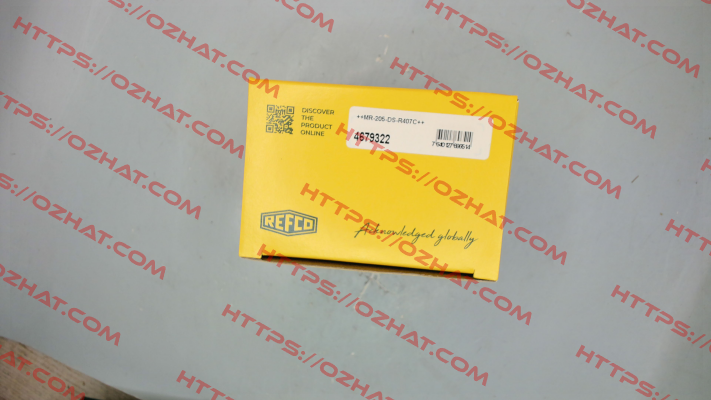 DISCOVER
THE
PRODUCT
ONLINE
++MR-205-DS-R407C++
4679322
REFCO
Acknowledged globally
HTTPS://OZHAT.COM